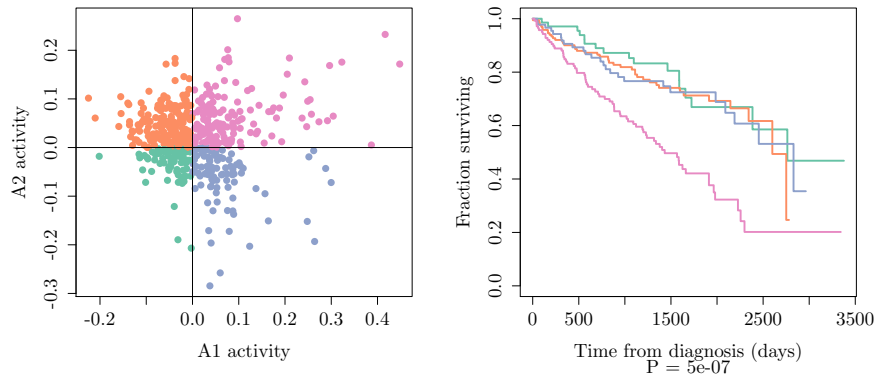 0.2
0.1
0.0
-0.1
-0.2
-0.3
A2 activity
-0.2 0.0 0.1 0.2 0.3 0.4
A1 activity
1.0
0.8
0.6
0.4
0.2
0.0
Fraction surviving
0 500 1500 2500 3500
Time from diagnosis (days)
P = 5e-07